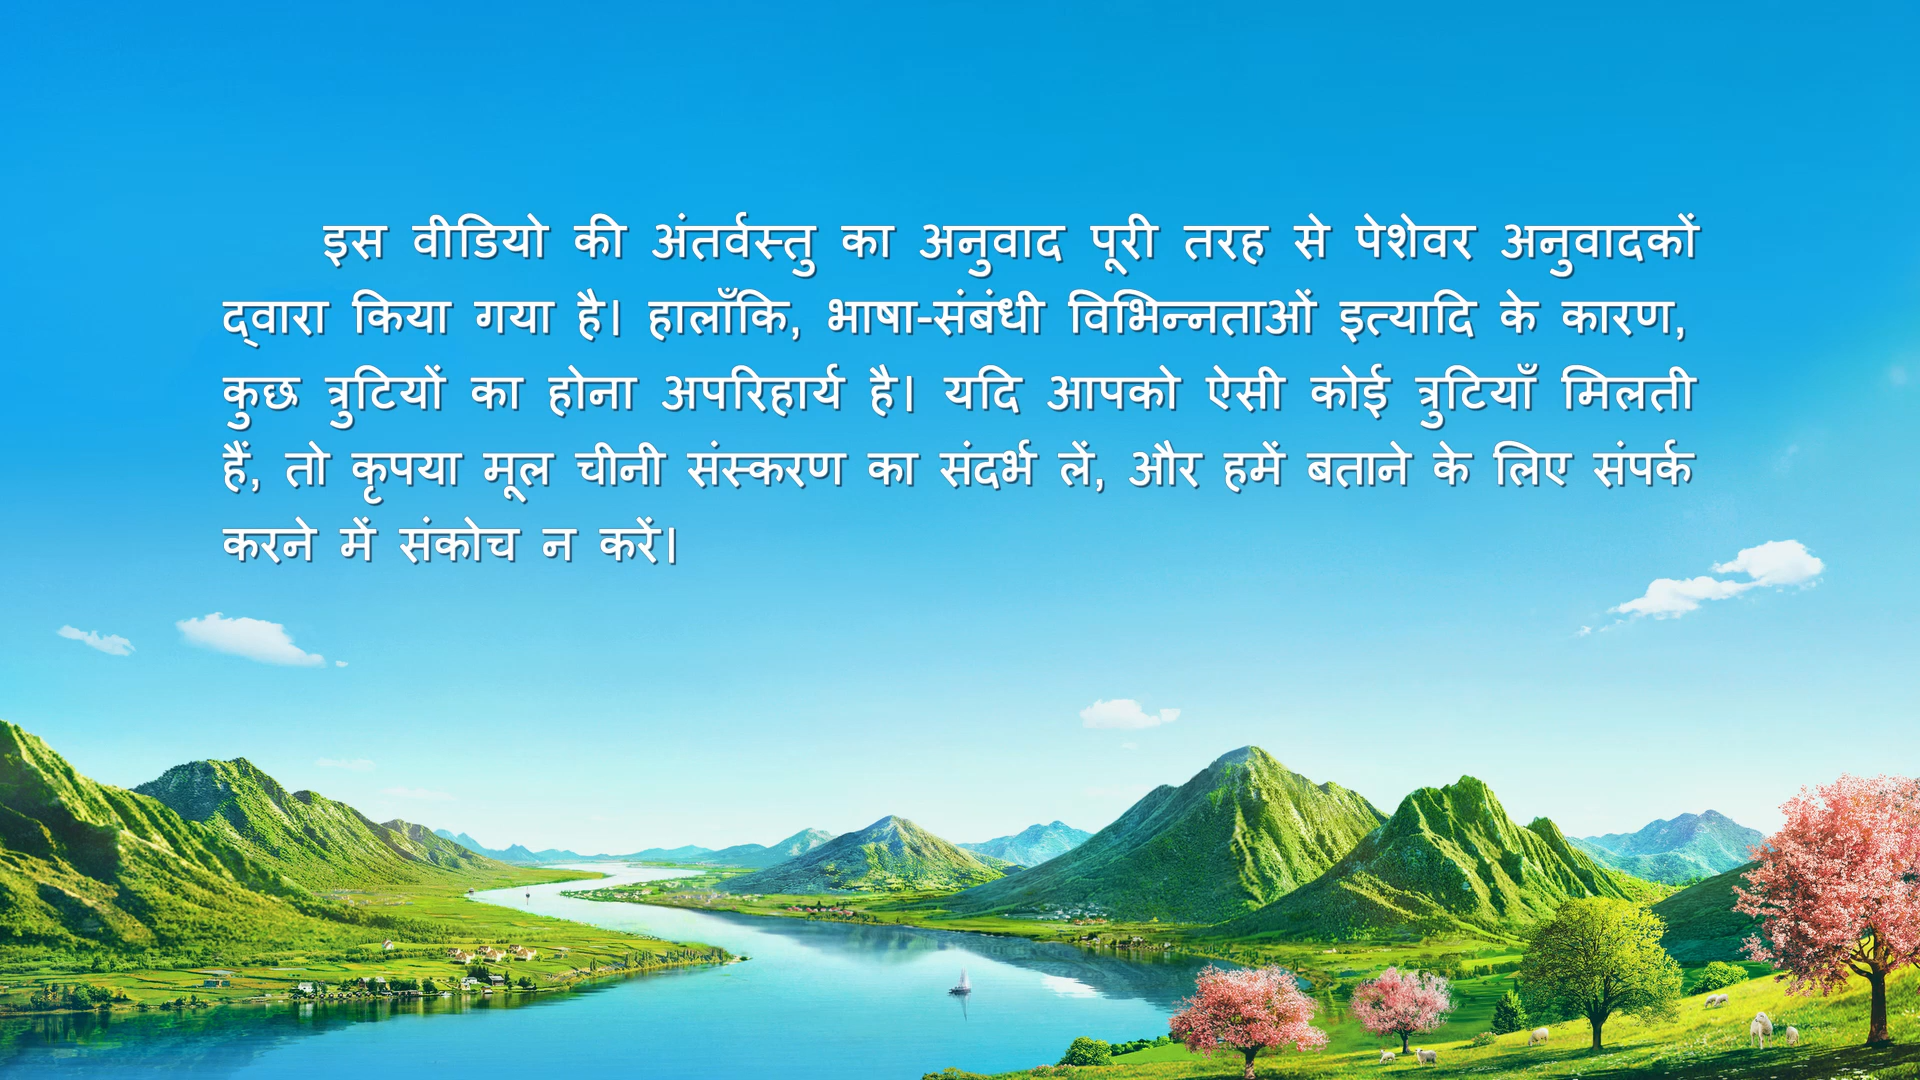 इस वीडियो की अंतर्वस्तु का अनुवाद पूरी तरह से पेशेवर अनुवादकों
द्वारा किया गया है। हालाँकि, भाषा-संबंधी विभिन्नताओं इत्यादि के कारण,
कुछ त्रुटियों का होना अपरिहार्य है। यदि आपको ऐसी कोई त्रुटियाँ मिलती
हैं, तो कृपया मूल चीनी संस्करण का संदर्भ लें, और हमें बताने के लिए संपर्क
करने में संकोच न करें।